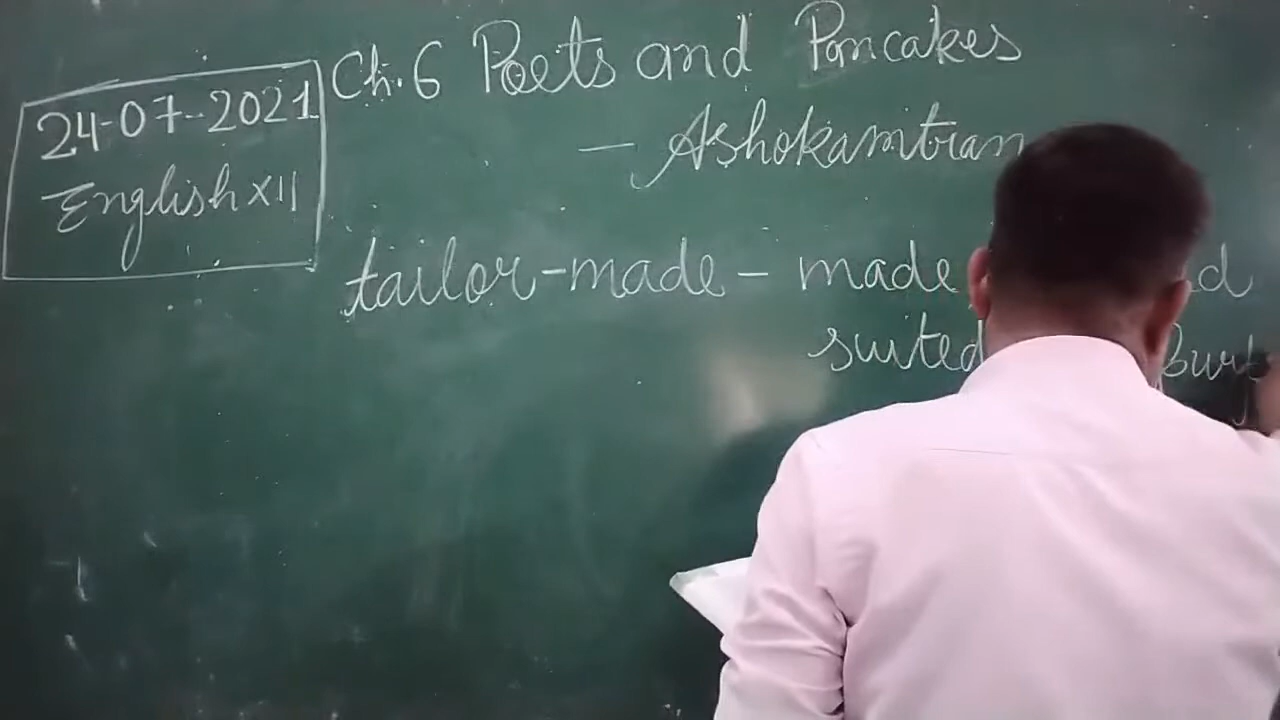 24-07-2021
English XII
Ch. 6 Poets and Pancakes
- Ashokamitran
tailor-made - made
suited